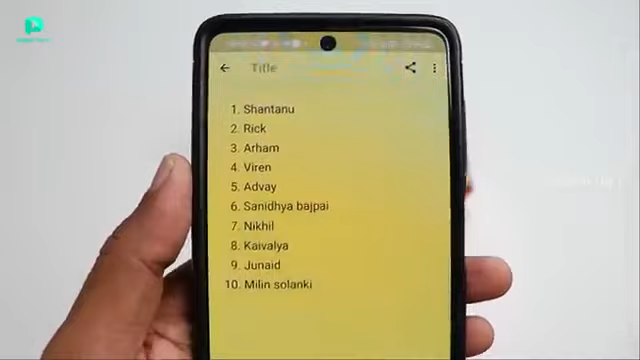 Title
1. Shantanu
2. Rick
3. Arham
4. Viren
5. Advay
6. Sanidhya bajpai
7. Nikhil
8. Kaivalya
9. Junaid
10. Milin solanki